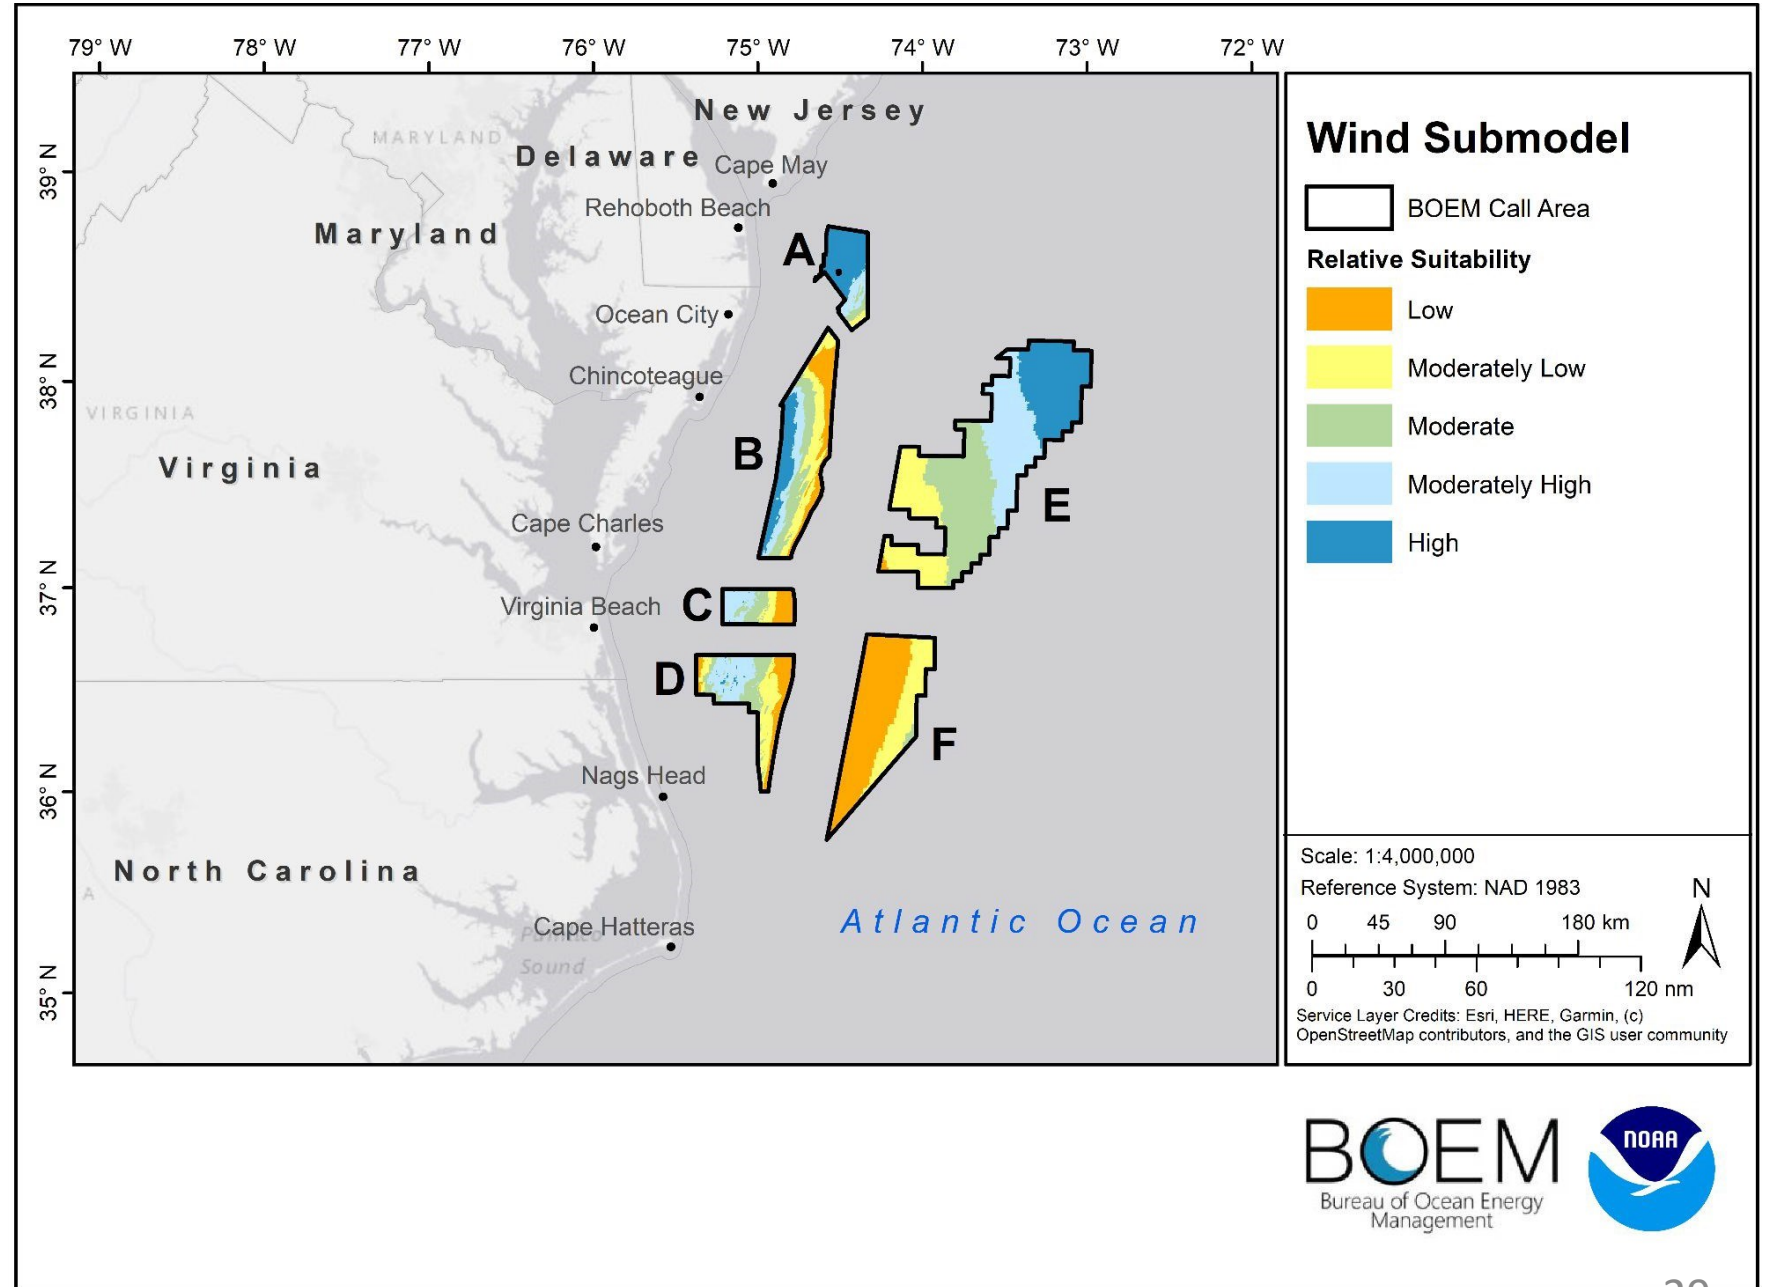 79° W 78° W 77° W 76° W 75° W 74° W 73° W 72° W
39° N
38° N
37° N
36° N
35° N
New Jersey
MARYLAND
Delaware
Cape May
Rehoboth Beach
Maryland
A
Ocean City
Chincoteague
VIRGINIA
B
Virginia
E
Cape Charles
Virginia Beach
C
D
F
Nags Head
North Carolina
A
Cape Hatteras
Pamlico
Sound
Atlantic Ocean
Wind Submodel
BOEM Call Area
Relative Suitability
Low
Moderately Low
Moderate
Moderately High
High
Scale: 1:4,000,000
Reference System: NAD 1983
N
0 45 90 180 km
0 30 60 120 nm
Service Layer Credits: Esri, HERE, Garmin, (c)
OpenStreetMap contributors, and the GIS user community
BOEM
Bureau of Ocean Energy
Management
NOAA